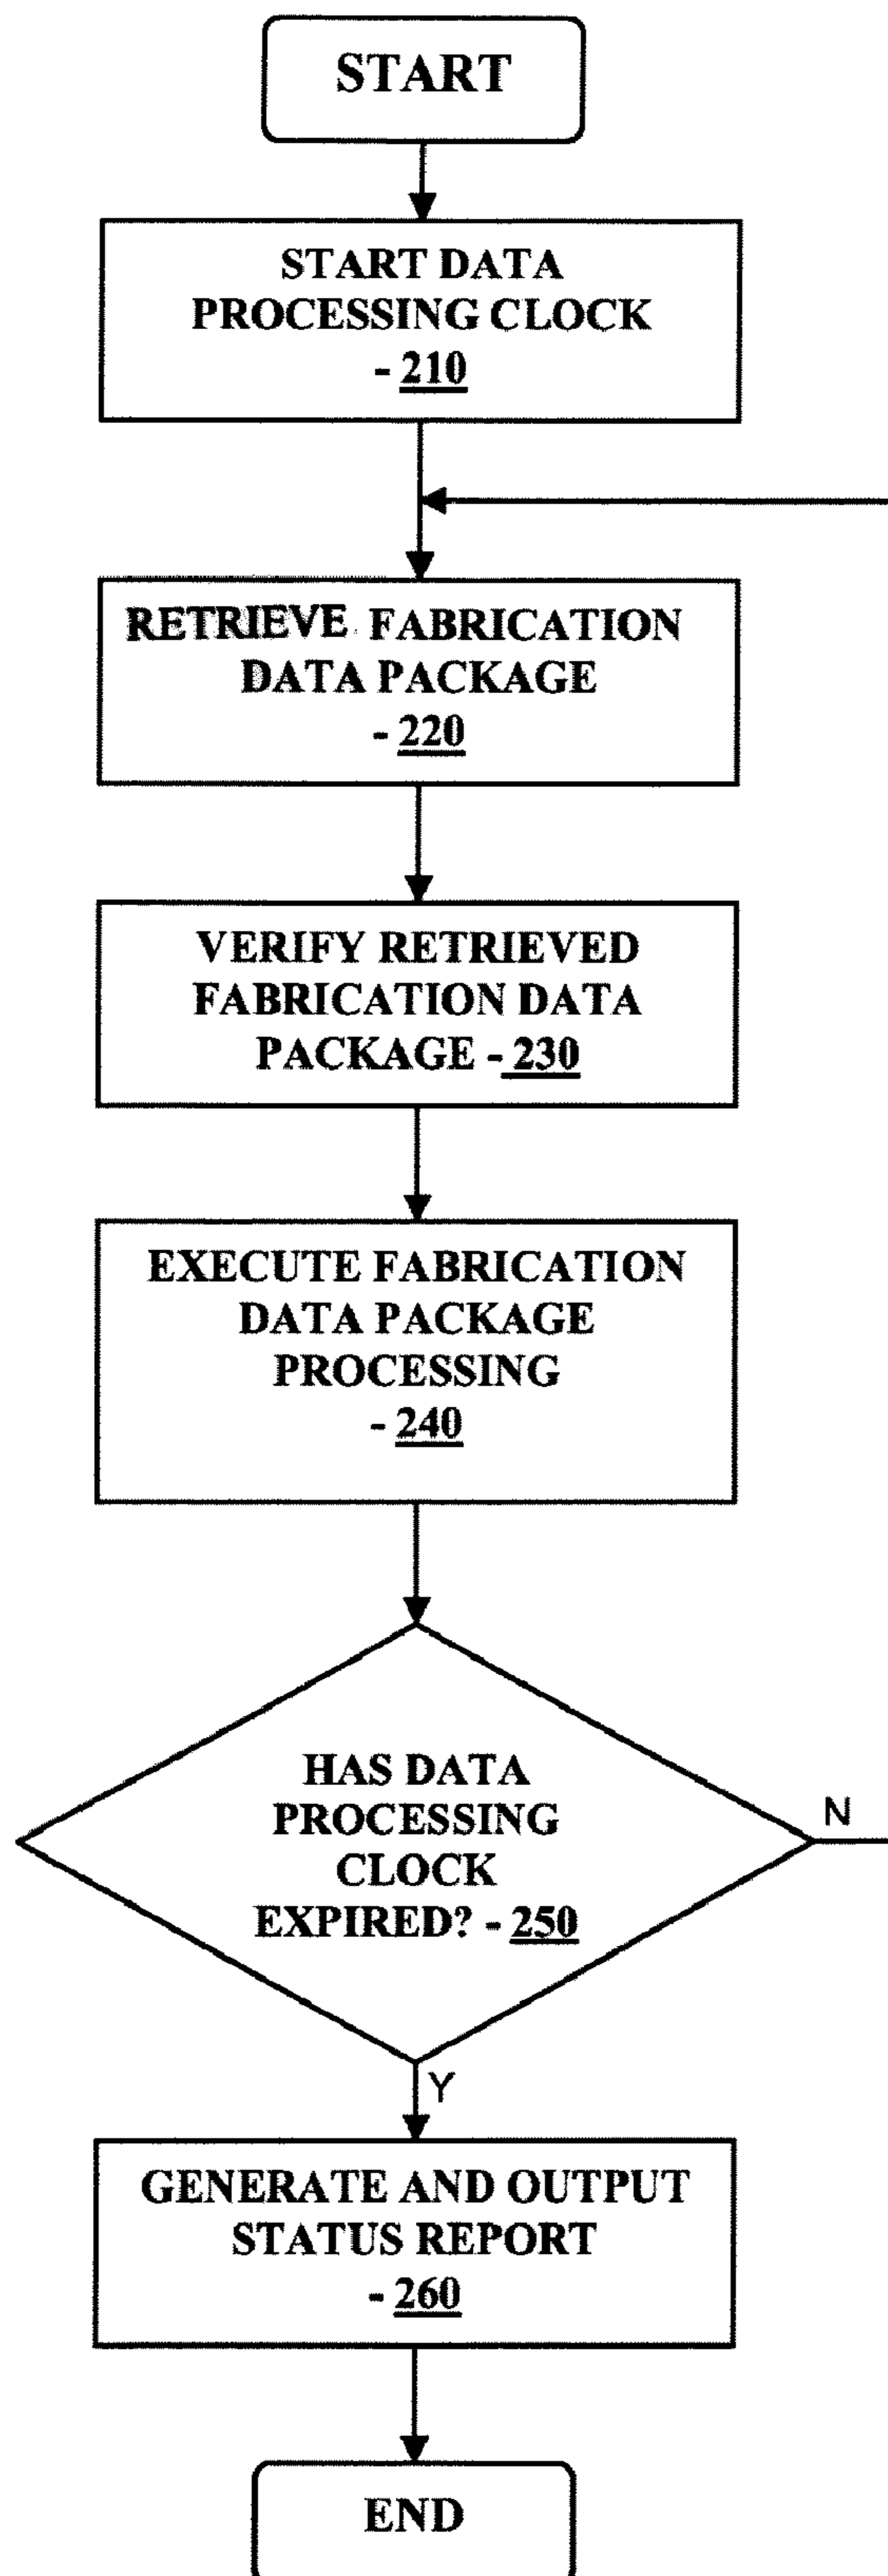 START
START DATA
PROCESSING CLOCK
- 210
RETRIEVE FABRICATION
DATA PACKAGE
- 220
VERIFY RETRIEVED
FABRICATION DATA
PACKAGE - 230
EXECUTE FABRICATION
DATA PACKAGE
PROCESSING
- 240
HAS DATA
PROCESSING
CLOCK
EXPIRED? - 250
N
Y
GENERATE AND OUTPUT
STATUS REPORT
- 260
END